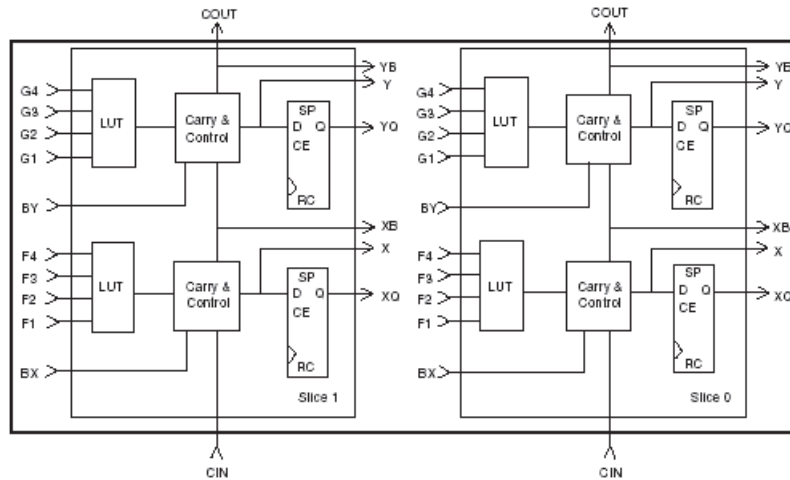 COUT
YB
Y
G4
G3
G2
G1
LUT
Carry &
Control
SP
D Q
CE
RC
YQ
BY
XB
X
F4
F3
F2
F1
LUT
Carry &
Control
SP
D Q
CE
RC
XQ
BX
Slice 1
CIN
COUT
YB
Y
G4
G3
G2
G1
LUT
Carry &
Control
SP
D Q
CE
RC
YQ
BY
XB
X
F4
F3
F2
F1
LUT
Carry &
Control
SP
D Q
CE
RC
XQ
BX
Slice 0
CIN